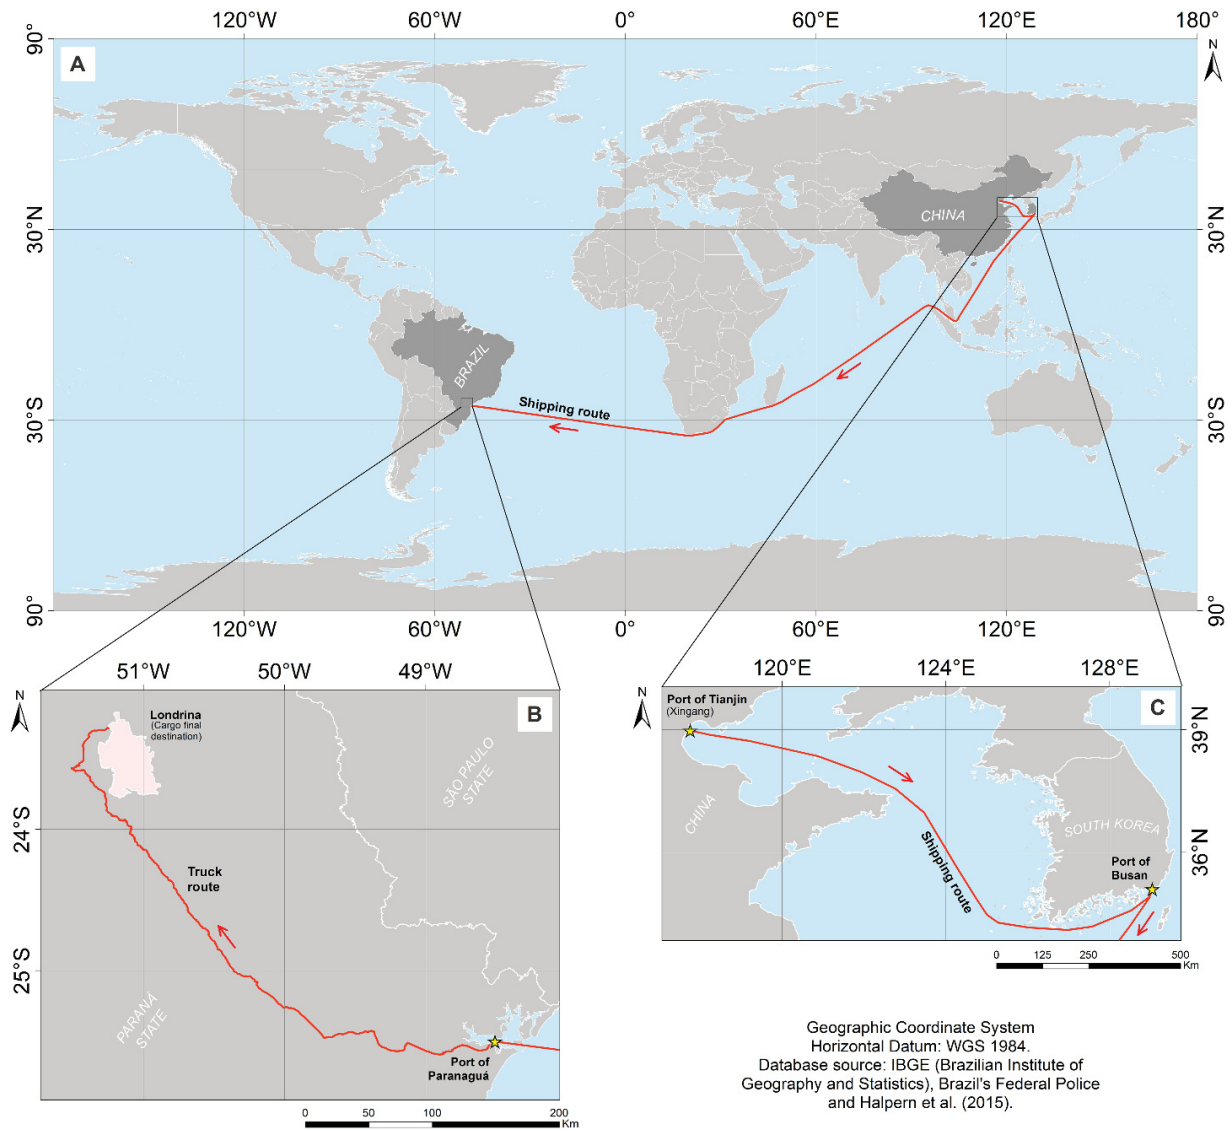 120°W 60°W 0° 60°E 120°E 180°
N
90°
A
30°N
30°N
CHINA
BRAZIL
Shipping route
30°S
30°S
90°
90°
120°W 60°W 0° 60°E 120°E
51°W 50°W 49°W
N
B
Londrina
(Cargo final
destination)
SÃO PAULO
STATE
24°S
Truck
route
25°S
PARANÁ
STATE
Port of
Paranaguá
0 50 100 200
Km
120°E 124°E 128°E
N
Port of Tianjin
(Xingang)
C
39°N
CHINA
SOUTH KOREA
36°N
Shipping route
Port of
Busan
0 125 250 500
Km
Geographic Coordinate System
Horizontal Datum: WGS 1984.
Database source: IBGE (Brazilian Institute of
Geography and Statistics), Brazil's Federal Police
and Halpern et al. (2015).